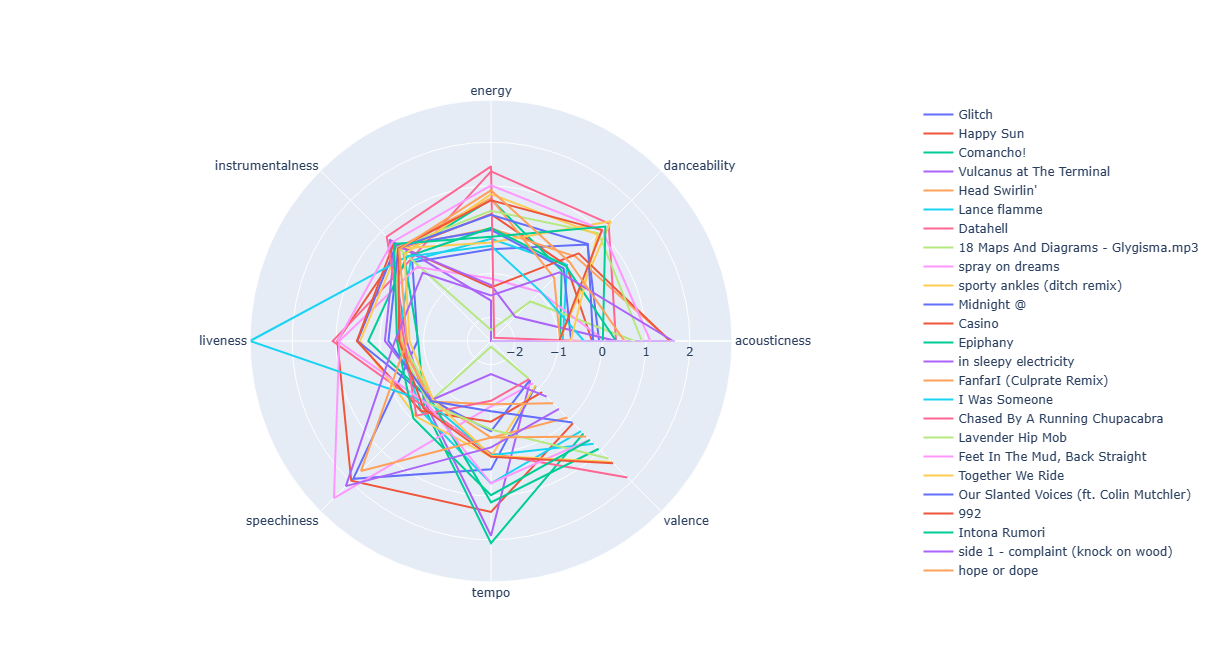 energy
instrumentalness
danceability
liveness
−2
−1
0
1
2
acousticness
speechiness
valence
tempo
Glitch
Happy Sun
Comancho!
Vulcanus at The Terminal
Head Swirlin'
Lance flamme
Datahell
18 Maps And Diagrams - Glygisma.mp3
spray on dreams
sporty ankles (ditch remix)
Midnight @
Casino
Epiphany
in sleepy electricity
FanfarI (Culprate Remix)
I Was Someone
Chased By A Running Chupacabra
Lavender Hip Mob
Feet In The Mud, Back Straight
Together We Ride
Our Slanted Voices (ft. Colin Mutchler)
992
Intona Rumori
side 1 - complaint (knock on wood)
hope or dope